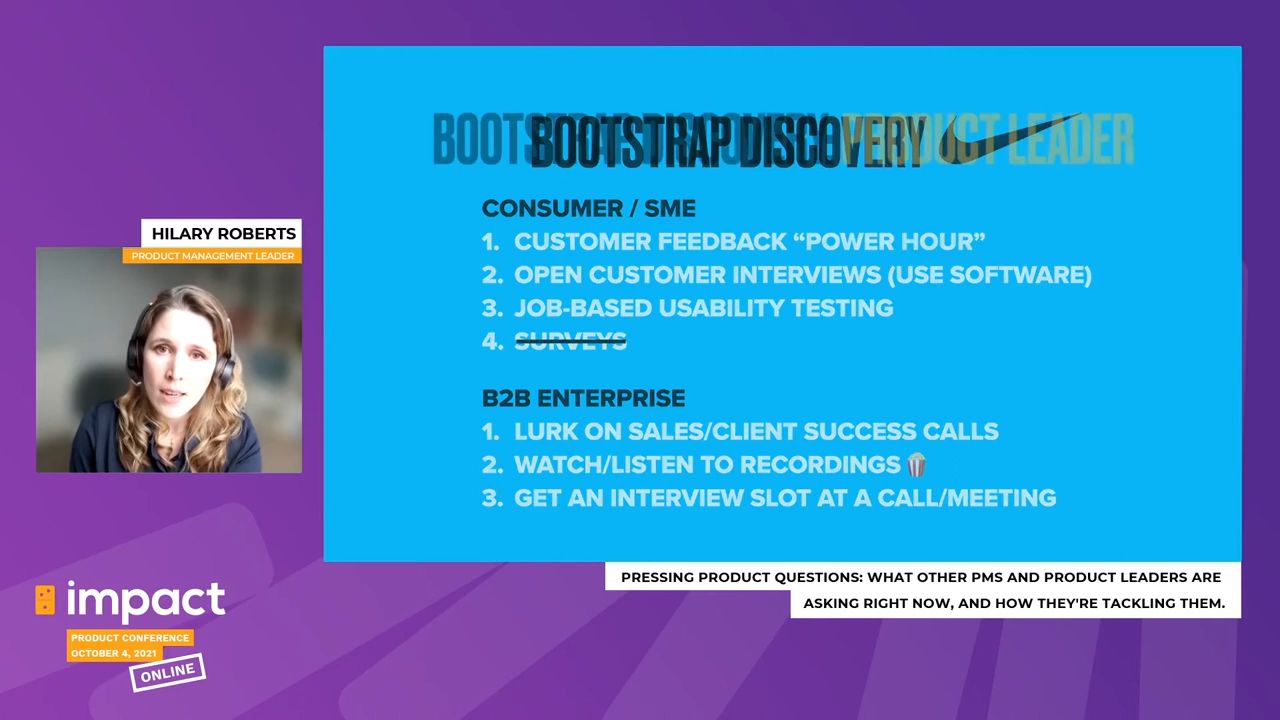 HILARY ROBERTS
PRODUCT MANAGEMENT LEADER
BOOTSTRAP DISCOVERY
PRODUCT LEADER
CONSUMER / SME
1. CUSTOMER FEEDBACK “POWER HOUR”
2. OPEN CUSTOMER INTERVIEWS (USE SOFTWARE)
3. JOB-BASED USABILITY TESTING
4. SURVEYS
B2B ENTERPRISE
1. LURK ON SALES/CLIENT SUCCESS CALLS
2. WATCH/LISTEN TO RECORDINGS
3. GET AN INTERVIEW SLOT AT A CALL/MEETING
PRESSING PRODUCT QUESTIONS: WHAT OTHER PMS AND PRODUCT LEADERS ARE
ASKING RIGHT NOW, AND HOW THEY'RE TACKLING THEM.
impact
PRODUCT CONFERENCE
OCTOBER 4, 2021
ONLINE